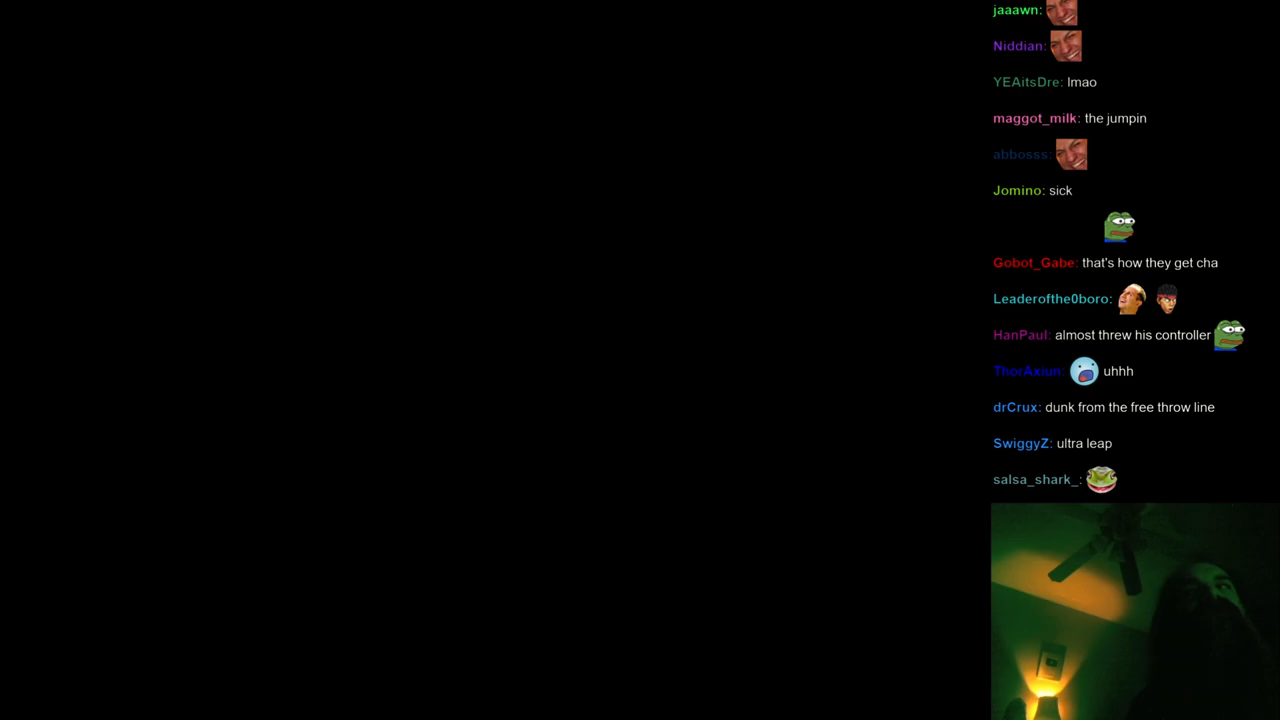 jaaawn:
Niddian:
YEAitsDre: lmao
maggot_milk: the jumpin
abbosss:
Jomino: sick
Gobot_Gabe: that's how they get cha
Leaderofthe0boro:
HanPaul: almost threw his controller
ThorAxiun: uhhh
drCrux: dunk from the free throw line
SwiggyZ: ultra leap
salsa_shark_: